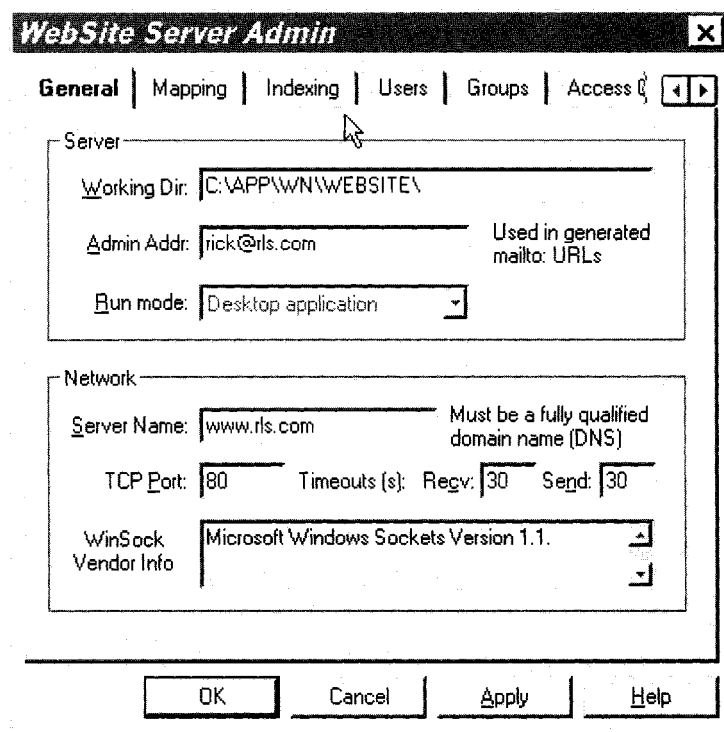 WebSite Server Admin
General Mapping Indexing Users Groups Access
Server
Working Dir: C:\APP\WN\WEBSITE\
Admin Addr: rick@rls.com
Used in generated
mailto: URLs
Run mode: Desktop application
Network
Server Name: www.rls.com
Must be a fully qualified
domain name (DNS)
TCP Port: 80 Timeouts (s): Recv: 30 Send: 30
WinSock
Vendor Info
Microsoft Windows Sockets Version 1.1.
OK Cancel Apply Help